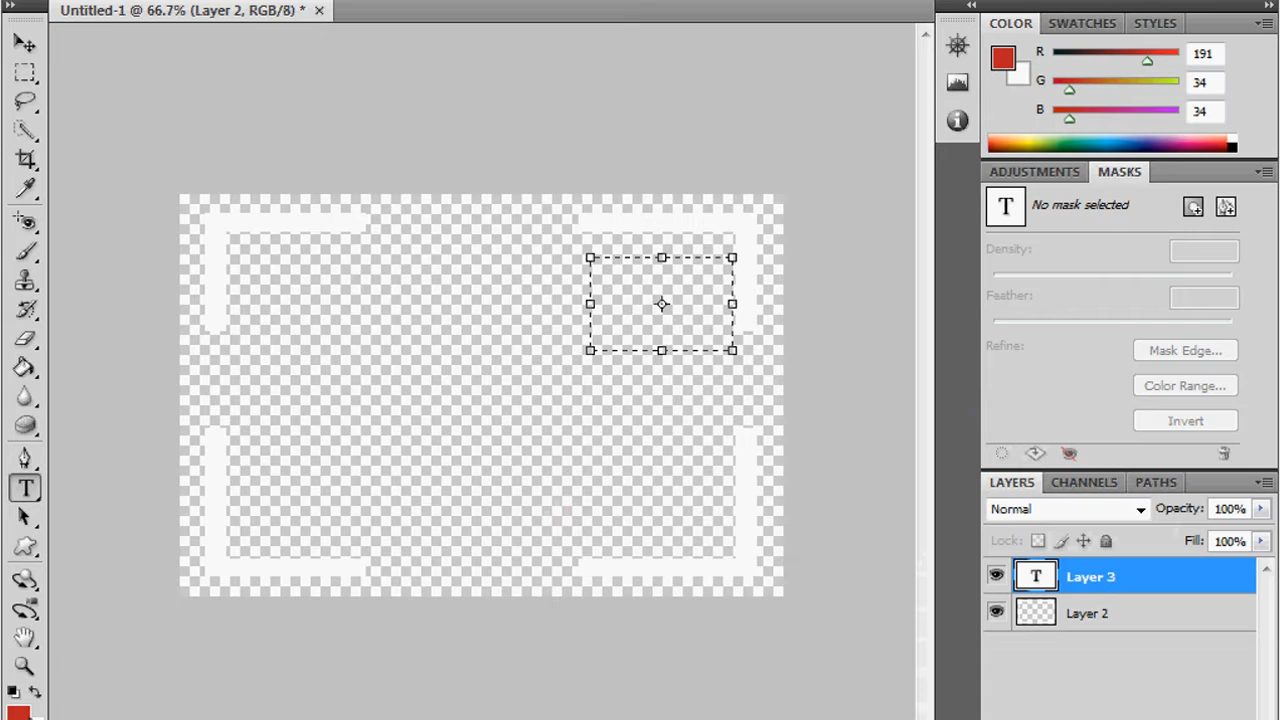 Untitled-1 @ 66.7% (Layer 2, RGB/8) * ×
COLOR SWATCHES STYLES
R 191
G 34
B 34
ADJUSTMENTS MASKS
T No mask selected
Density:
Feather:
Refine: Mask Edge...
Color Range...
Invert
LAYERS CHANNELS PATHS
Normal Opacity: 100%
Lock: Fill: 100%
T Layer 3
Layer 2
T